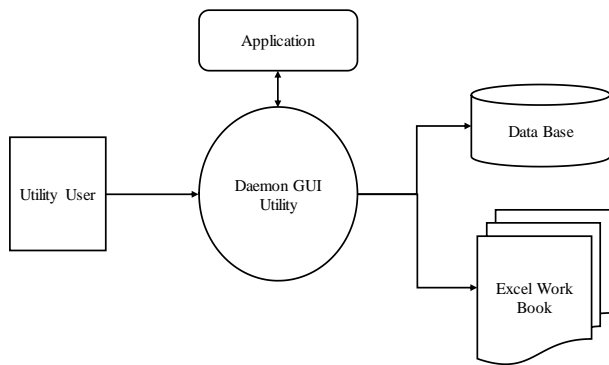 Application
Utility User
Daemon GUI
Utility
Data Base
Excel Work
Book